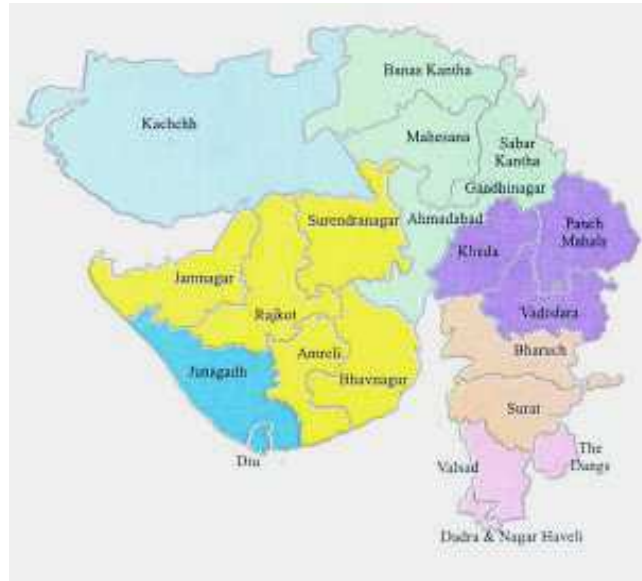 Banas Kantha
Kachchh
Mahesana
Sabar
Kantha
Gandhinagar
Surendranagar
Ahmadabad
Panch
Mahals
Kheda
Jamnagar
Rajkot
Vadodara
Amreli
Bharuch
Junagadh
Bhavnagar
Surat
Diu
Valsad
The
Dangs
Dadra & Nagar Haveli